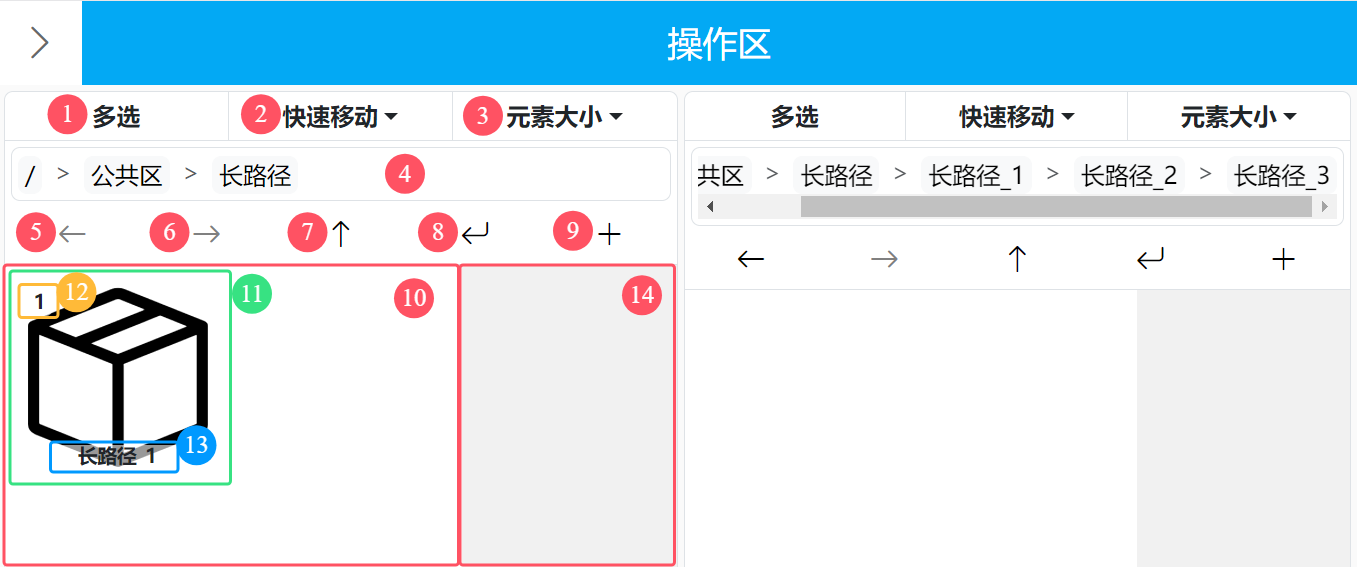 操作区
1 多选 2 快速移动 3 元素大小
/ > 公共区 > 长路径 4
5 6 7 8 9
10
11
12
1
13
长路径_1
14
多选 快速移动 元素大小
共区 > 长路径 > 长路径_1 > 长路径_2 > 长路径_3